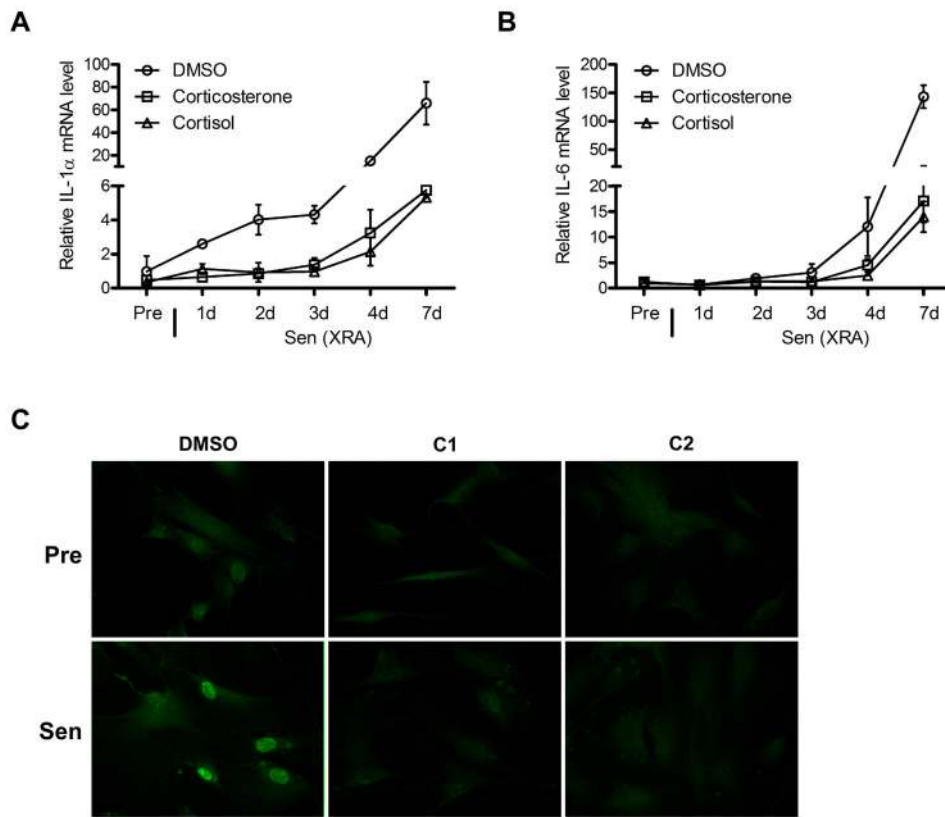 A
Relative IL-1α mRNA level
100
80
60
40
20
6
4
2
0
DMSO
Corticosterone
Cortisol
Pre
1d
2d
3d
4d
7d
Sen (XRA)
B
Relative IL-6 mRNA level
200
150
100
50
20
15
10
5
0
DMSO
Corticosterone
Cortisol
Pre
1d
2d
3d
4d
7d
Sen (XRA)
C
DMSO
C1
C2
Pre
Sen